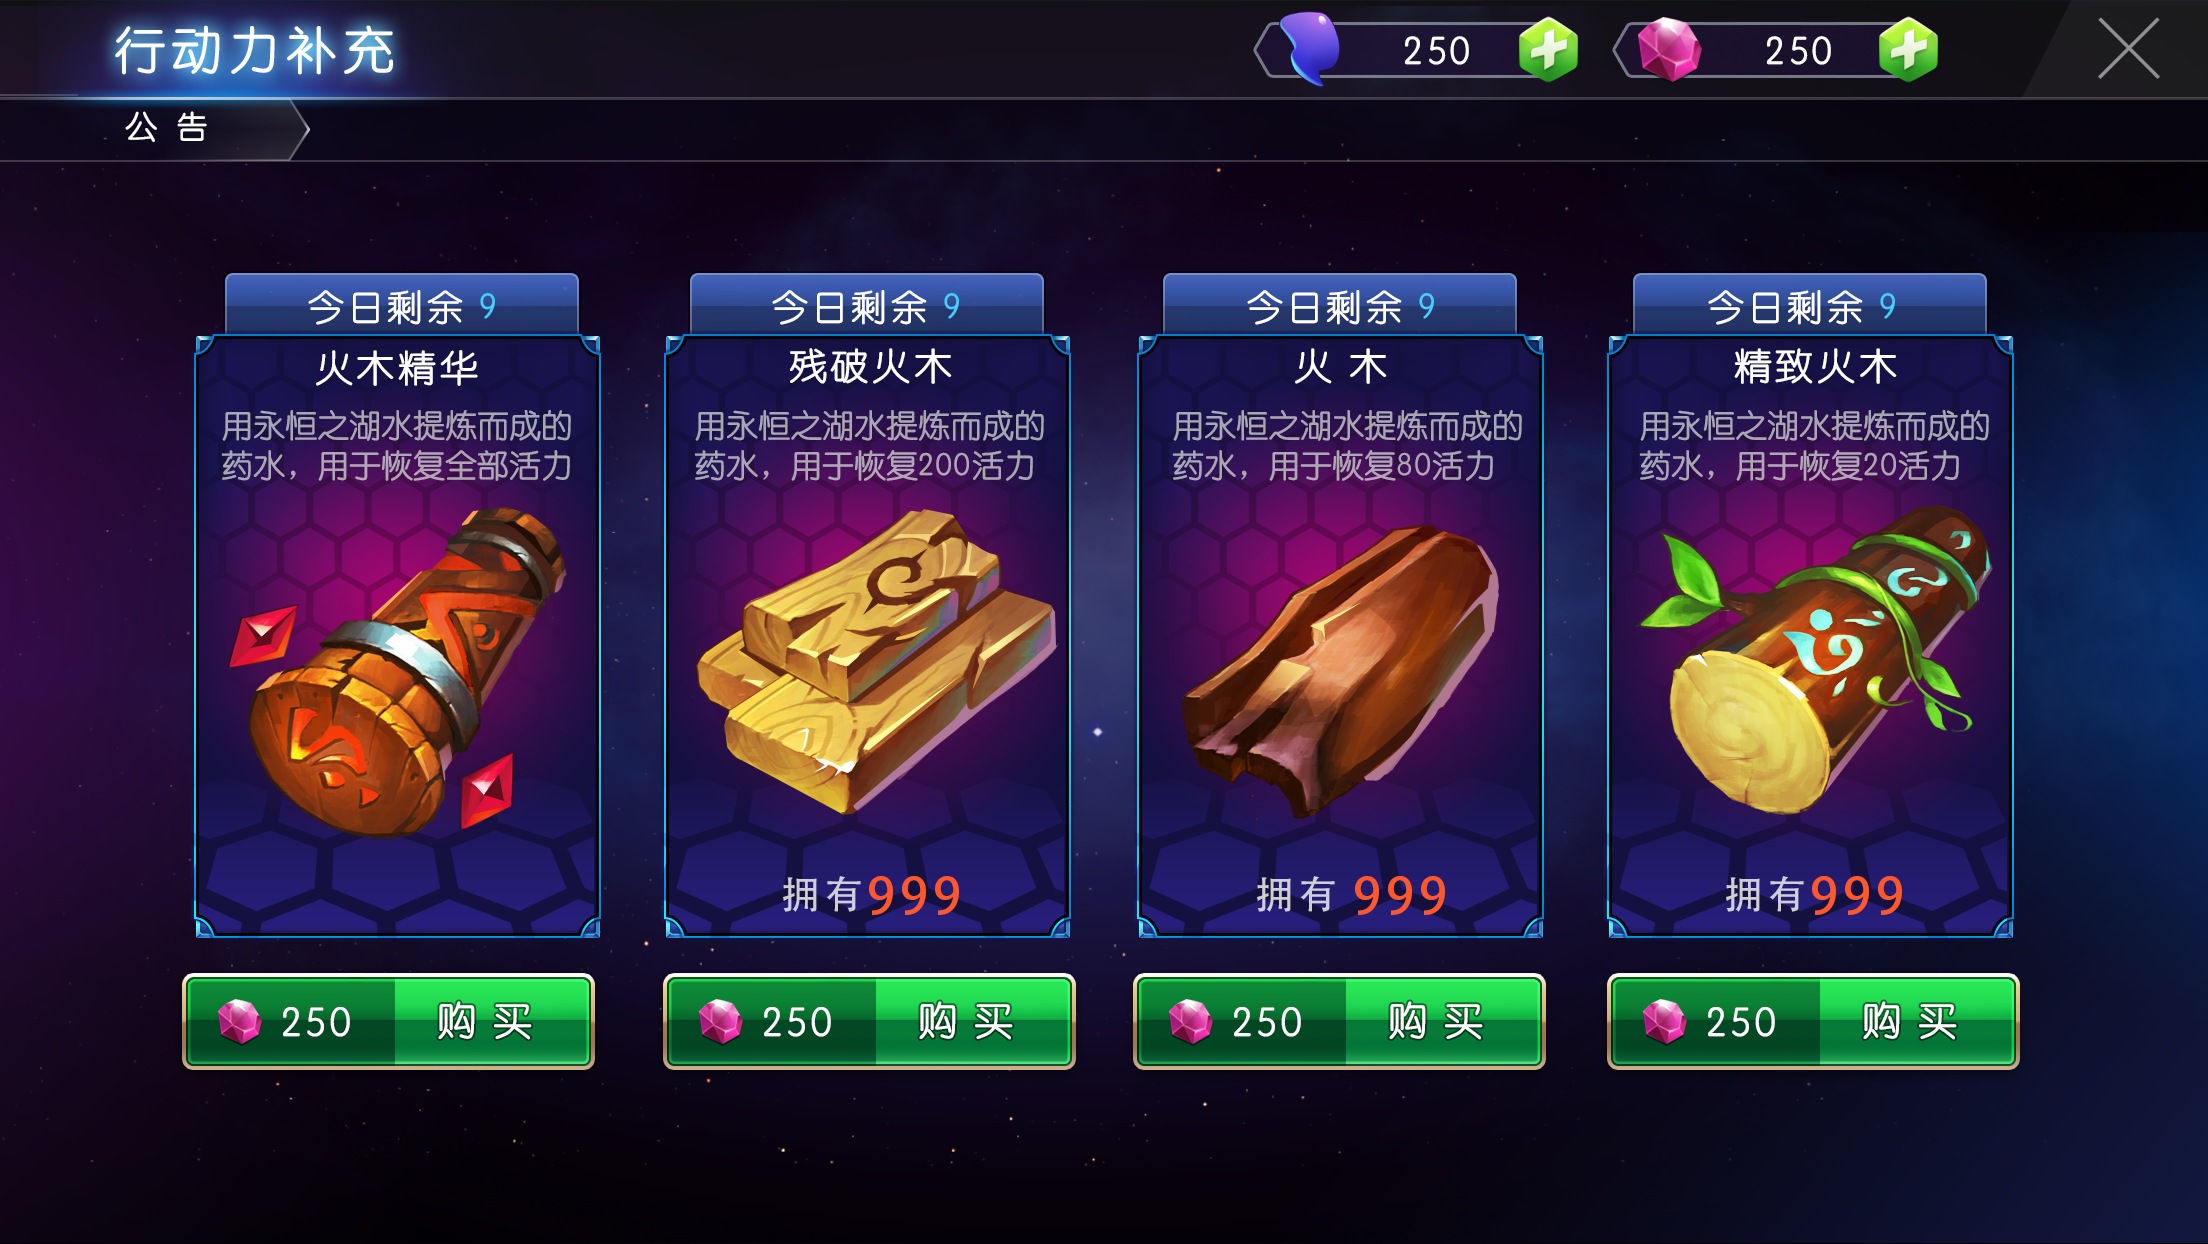 行动力补充
250
250
公告
今日剩余 9
火木精华
用永恒之湖水提炼而成的
药水，用于恢复全部活力
250 购买
今日剩余 9
残破火木
用永恒之湖水提炼而成的
药水，用于恢复200活力
拥有999
250 购买
今日剩余 9
火木
用永恒之湖水提炼而成的
药水，用于恢复80活力
拥有 999
250 购买
今日剩余 9
精致火木
用永恒之湖水提炼而成的
药水，用于恢复20活力
拥有999
250 购买